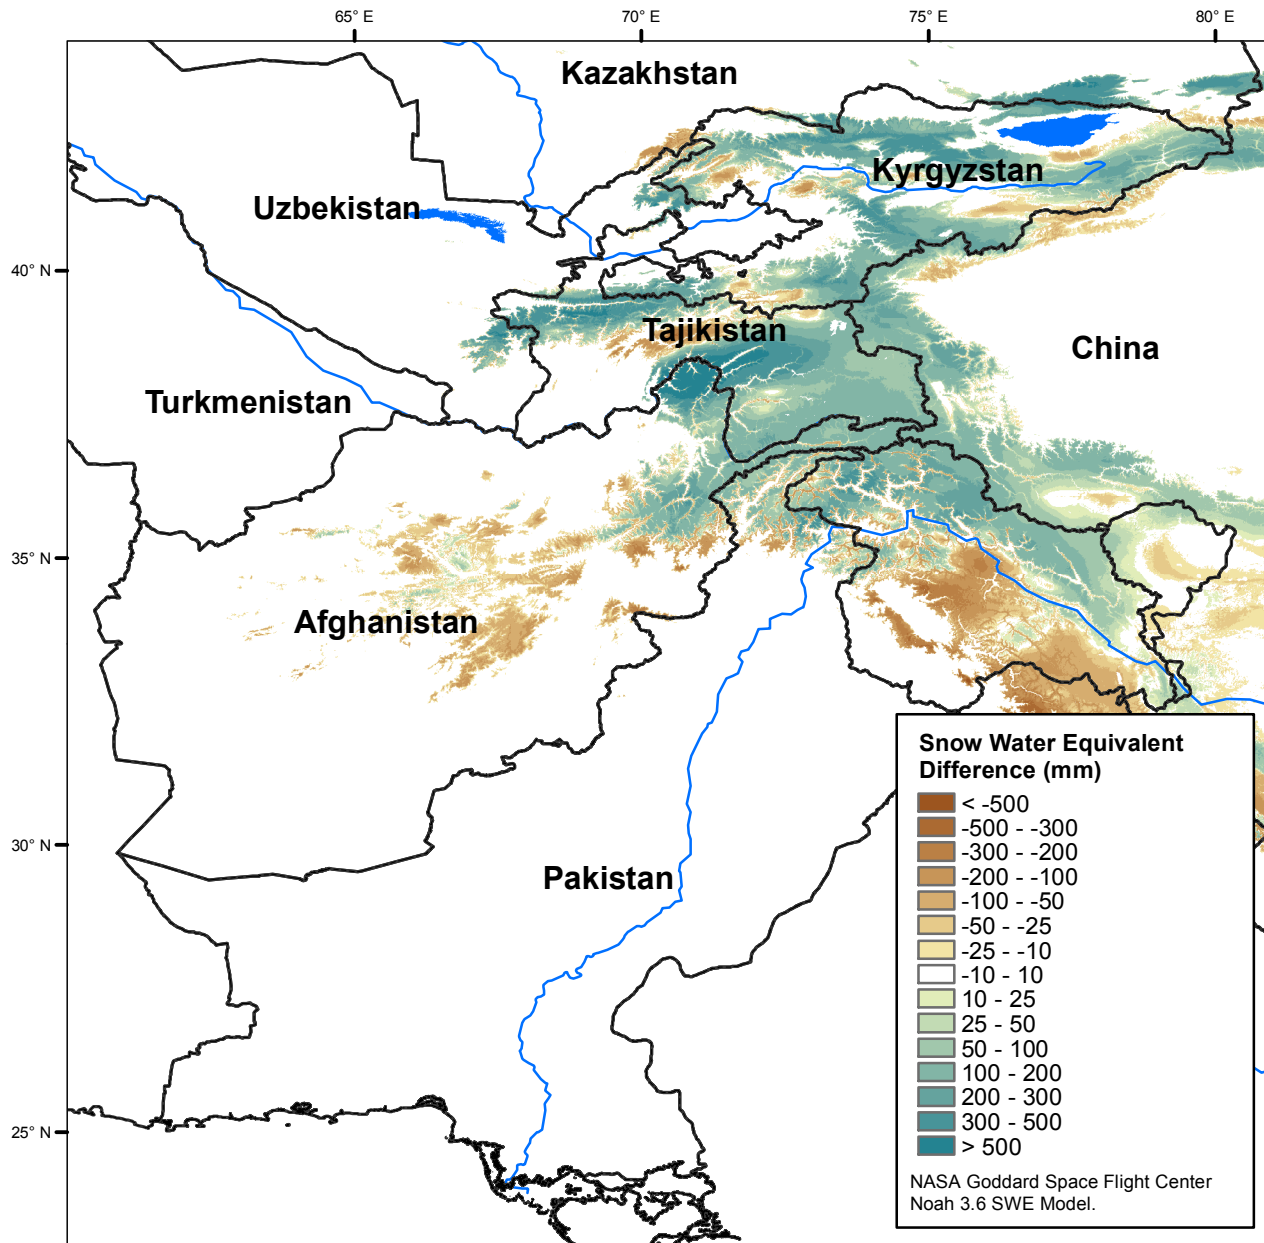 65° E
70° E
75° E
80° E
Kazakhstan
Kyrgyzstan
Uzbekistan
40° N
Tajikistan
China
Turkmenistan
35° N
Afghanistan
Snow Water Equivalent
Difference (mm)
< -500
-500 - -300
-300 - -200
-200 - -100
-100 - -50
-50 - -25
-25 - -10
-10 - 10
10 - 25
25 - 50
50 - 100
100 - 200
200 - 300
300 - 500
> 500
30° N
Pakistan
25° N
NASA Goddard Space Flight Center
Noah 3.6 SWE Model.